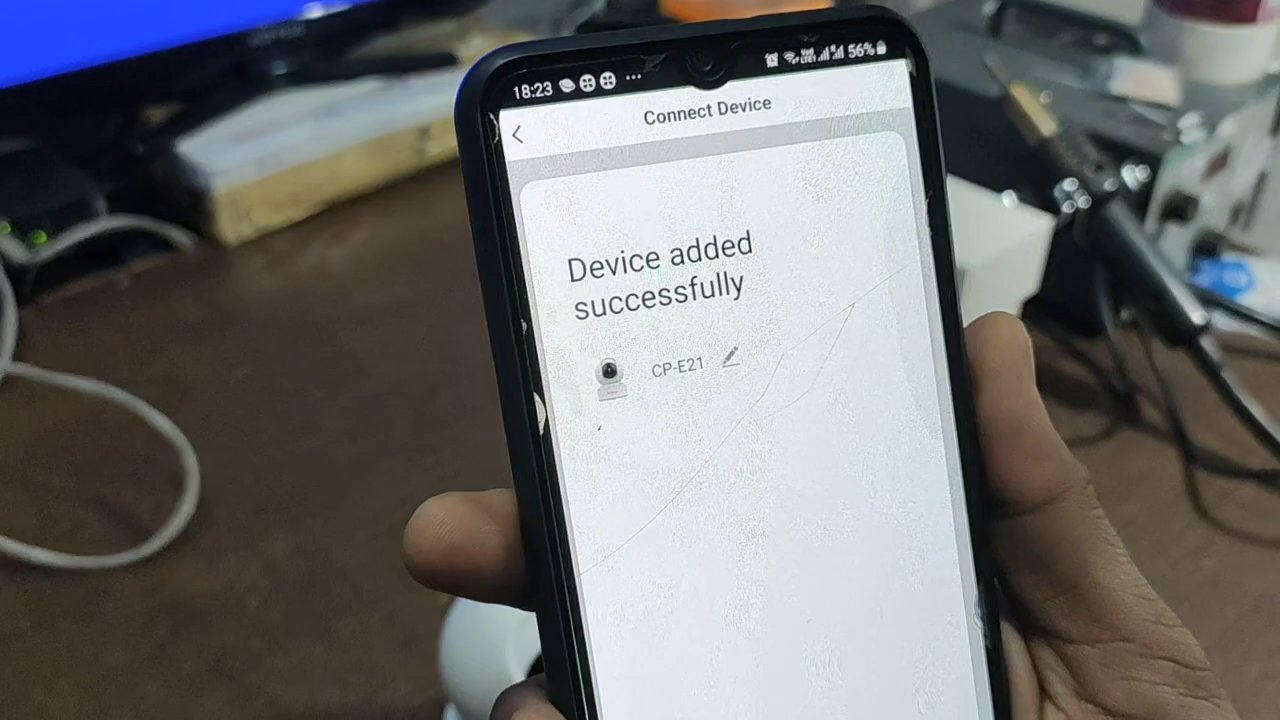 18:23
56%
Connect Device
Device added
successfully
CP-E21